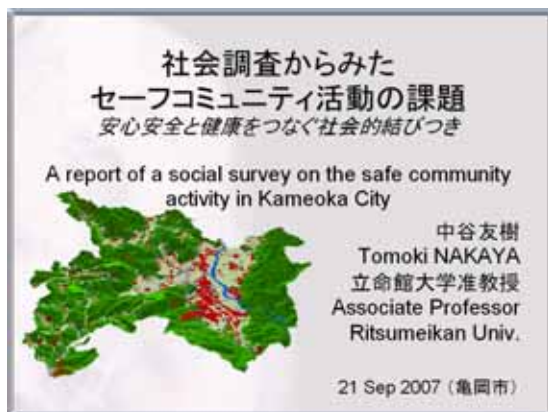 社会調査からみた
セーフコミュニティ活動の課題
安心安全と健康をつなぐ社会的結びつき
A report of a social survey on the safe community
activity in Kameoka City
中谷友樹
Tomoki NAKAYA
立命館大学准教授
Associate Professor
Ritsumeikan Univ.
21 Sep 2007 (亀岡市)